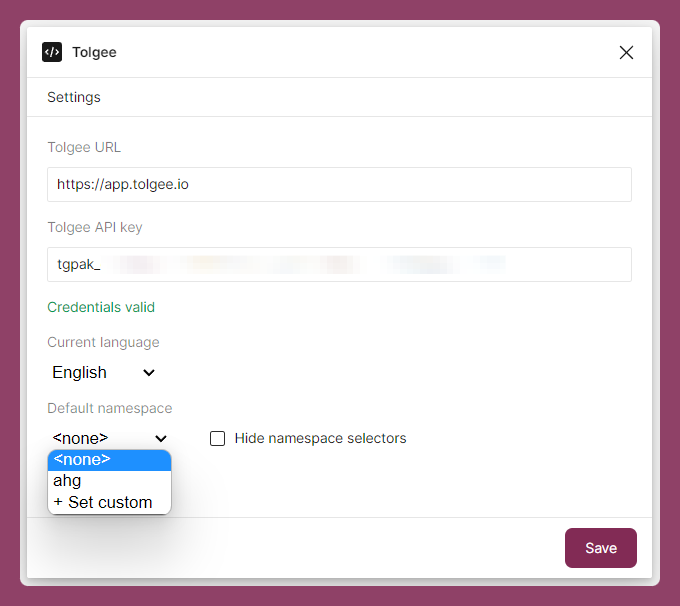 Tolgee
Settings
Tolgee URL
https://app.tolgee.io
Tolgee API key
tgpak_
Credentials valid
Current language
English
Default namespace
<none>
Hide namespace selectors
<none>
ahg
+ Set custom
Save